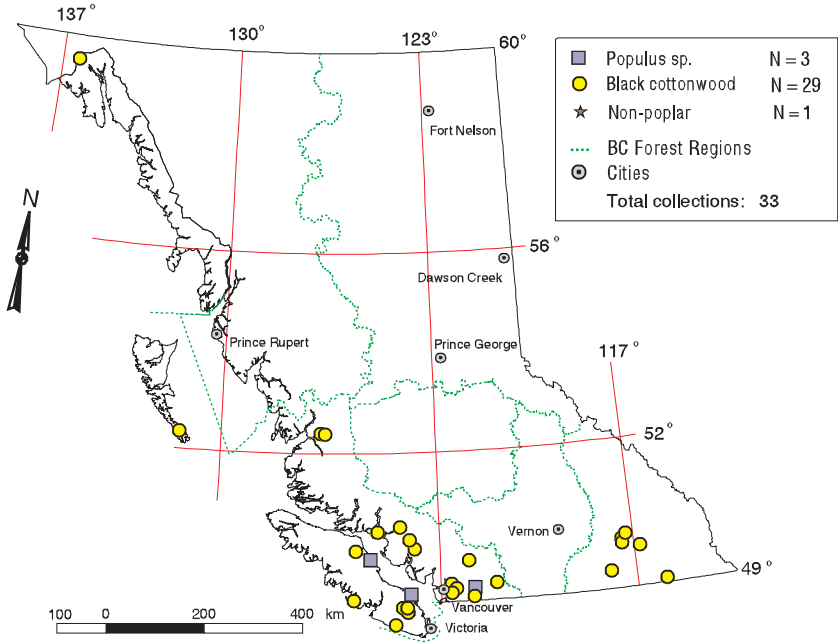 137°
130°
123°
60°
Populus sp. N = 3
Black cottonwood N = 29
Non-poplar N = 1
BC Forest Regions
Cities
Total collections: 33
Fort Nelson
N
56°
Dawson Creek
Prince Rupert
Prince George
117°
52°
Vernon
49°
Vancouver
Victoria
100 0 200 400
km